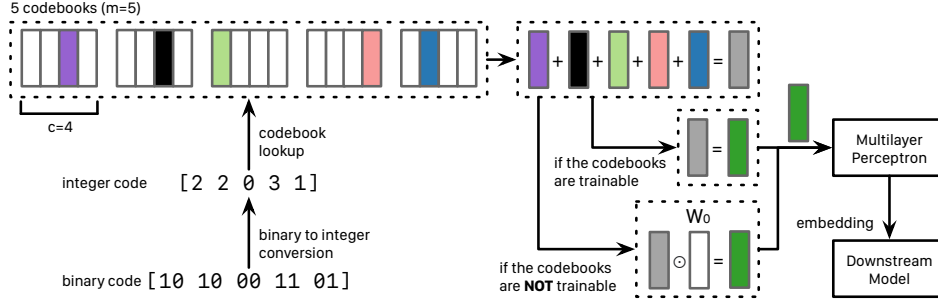 5 codebooks (m=5)
+ + + + =
c=4
codebook
lookup
integer code [2 2 0 3 1]
binary to integer
conversion
binary code [10 10 00 11 01]
if the codebooks
are trainable
=
W₀
⊙ =
if the codebooks
are NOT trainable
Multilayer
Perceptron
embedding
Downstream
Model